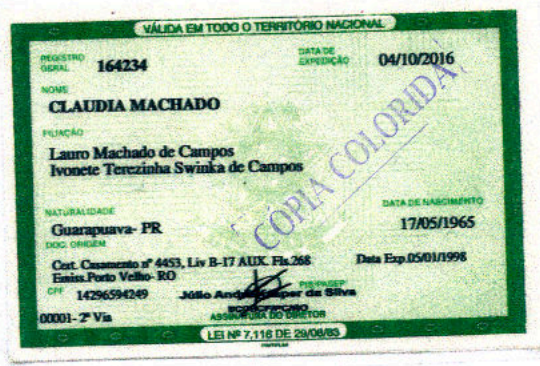 VÁLIDA EM TODO O TERRITÓRIO NACIONAL
REGISTRO GERAL 164234 DATA DE EXPEDIÇÃO 04/10/2016
NOME
CLAUDIA MACHADO
FILIAÇÃO
Lauro Machado de Campos
Ivonete Terezinha Swinka de Campos
CÓPIA COLORIDA
NATURALIDADE DATA DE NASCIMENTO
Guarapuava- PR 17/05/1965
DOC. ORIGEM
Cert. Casamento nº 4453, Liv B-17 AUX. Fls.268 Data Exp.05/01/1998
Emiss.Porto Velho- RO
CPF 14296594249 PIS/PASEP
Júlio da Silva
00001- 2ª Via ASSINATURA DO DIRETOR
LEI Nº 7.116 DE 29/08/83